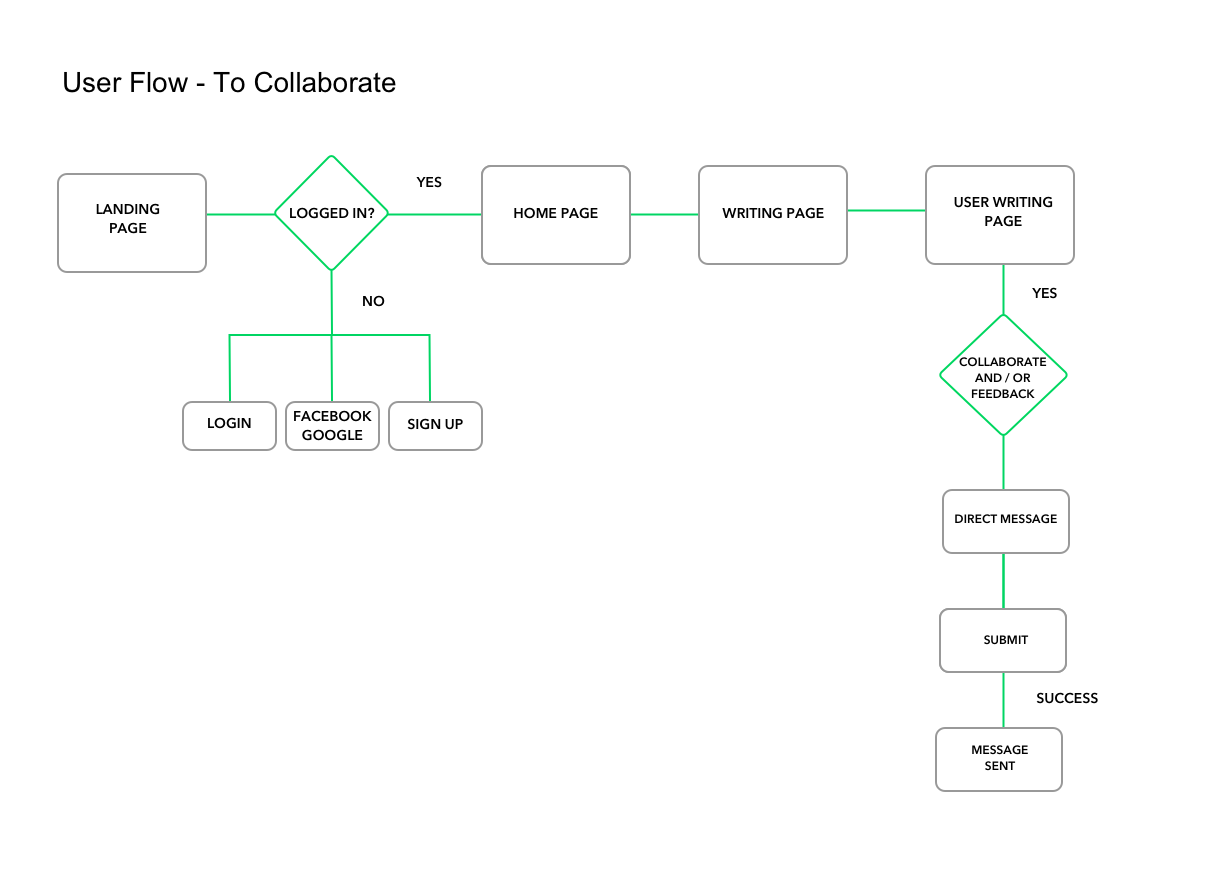 User Flow - To Collaborate
LANDING
PAGE
LOGGED IN?
YES
HOME PAGE
WRITING PAGE
USER WRITING
PAGE
NO
YES
LOGIN
FACEBOOK
GOOGLE
SIGN UP
COLLABORATE
AND / OR
FEEDBACK
DIRECT MESSAGE
SUBMIT
SUCCESS
MESSAGE
SENT